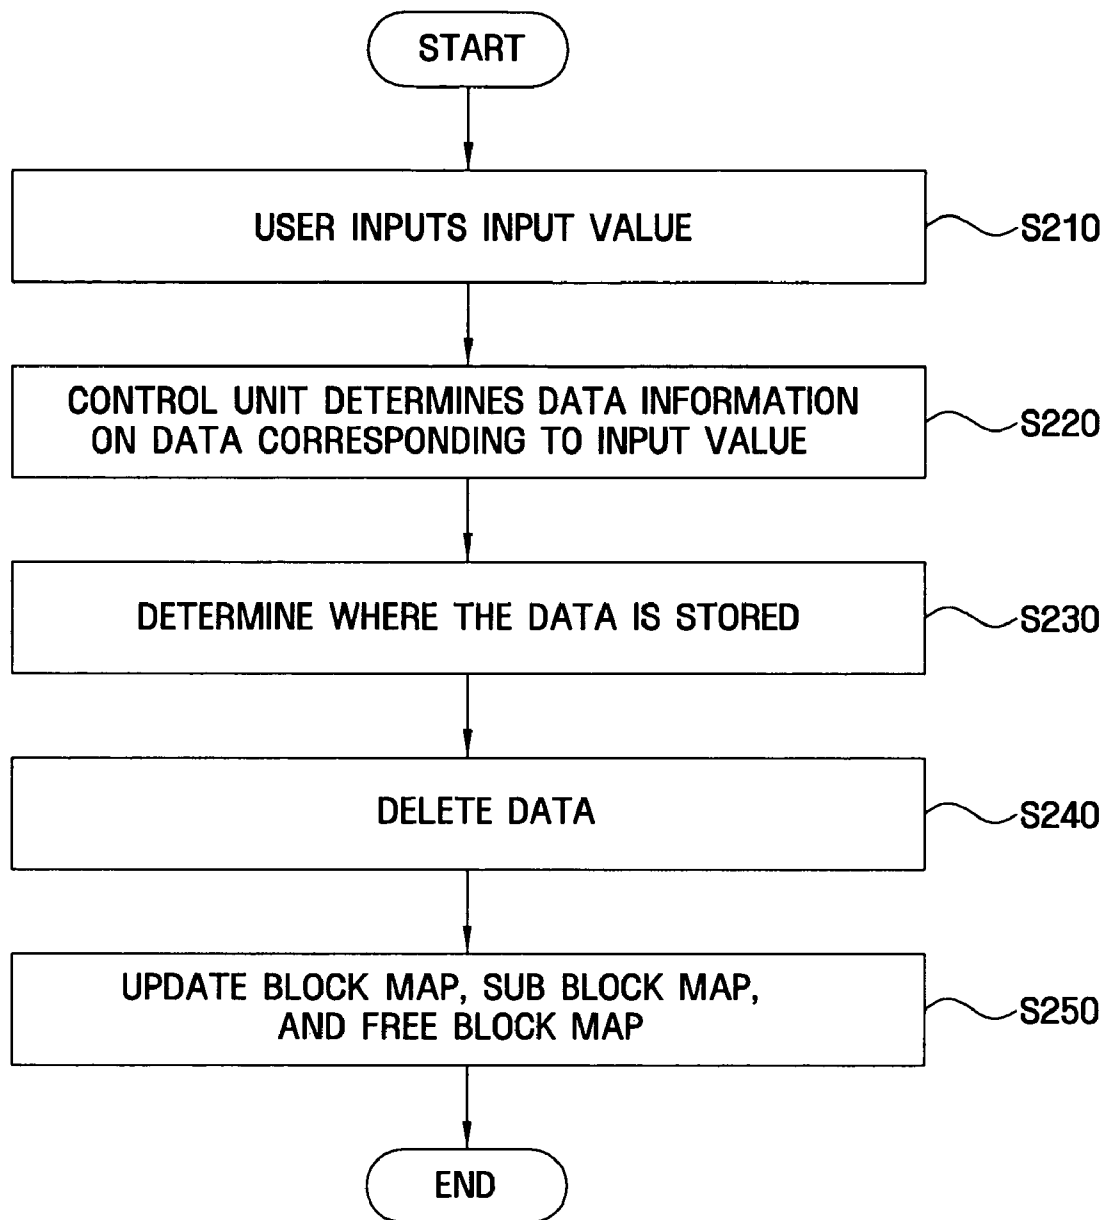 START
USER INPUTS INPUT VALUE
S210
CONTROL UNIT DETERMINES DATA INFORMATION
ON DATA CORRESPONDING TO INPUT VALUE
S220
DETERMINE WHERE THE DATA IS STORED
S230
DELETE DATA
S240
UPDATE BLOCK MAP, SUB BLOCK MAP,
AND FREE BLOCK MAP
S250
END